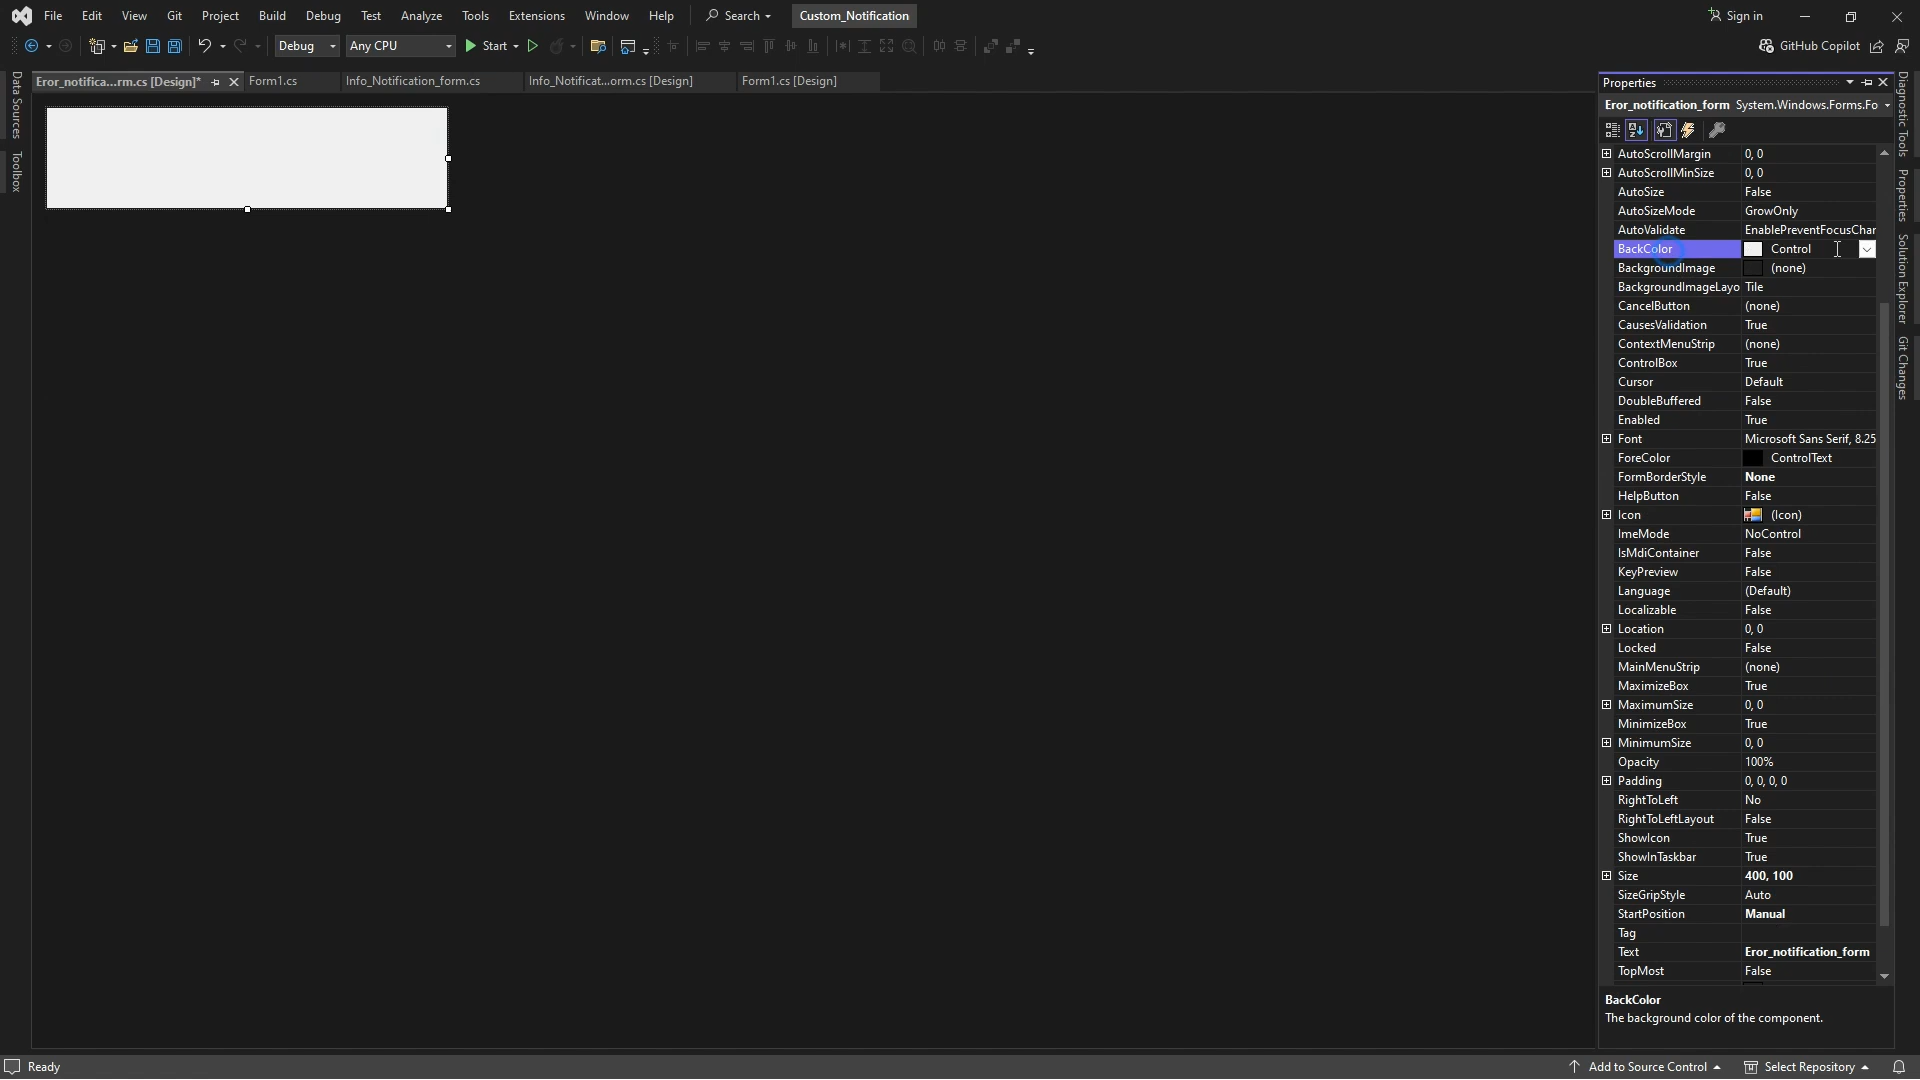 File Edit View Git Project Build Debug Test Analyze Tools Extensions Window Help Search Custom_Notification Sign in
Debug Any CPU Start GitHub Copilot
Eror_notifica...rm.cs [Design]* Form1.cs Info_Notification_form.cs Info_Notificat...orm.cs [Design] Form1.cs [Design]
Data Sources
Toolbox
Properties
Eror_notification_form System.Windows.Forms.Fo
AutoScrollMargin 0, 0
AutoScrollMinSize 0, 0
AutoSize False
AutoSizeMode GrowOnly
AutoValidate EnablePreventFocusChar
BackColor Control
BackgroundImage (none)
BackgroundImageLayo Tile
CancelButton (none)
CausesValidation True
ContextMenuStrip (none)
ControlBox True
Cursor Default
DoubleBuffered False
Enabled True
Font Microsoft Sans Serif, 8.25
ForeColor ControlText
FormBorderStyle None
HelpButton False
Icon (Icon)
ImeMode NoControl
IsMdiContainer False
KeyPreview False
Language (Default)
Localizable False
Location 0, 0
Locked False
MainMenuStrip (none)
MaximizeBox True
MaximumSize 0, 0
MinimizeBox True
MinimumSize 0, 0
Opacity 100%
Padding 0, 0, 0, 0
RightToLeft No
RightToLeftLayout False
ShowIcon True
ShowInTaskbar True
Size 400, 100
SizeGripStyle Auto
StartPosition Manual
Tag
Text Eror_notification_form
TopMost False
BackColor
The background color of the component.
Diagnostic Tools
Properties
Solution Explorer
Git Changes
Ready Add to Source Control Select Repository